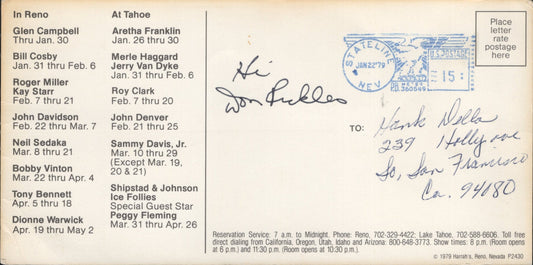 In Reno
Glen Campbell
Thru Jan. 30
Bill Cosby
Jan. 31 thru Feb. 6
Roger Miller
Kay Starr
Feb. 7 thru 21
John Davidson
Feb. 22 thru Mar. 7
Neil Sedaka
Mar. 8 thru 21
Bobby Vinton
Mar. 22 thru Apr. 4
Tony Bennett
Apr. 5 thru 18
Dionne Warwick
Apr. 19 thru May 2
At Tahoe
Aretha Franklin
Jan. 26 thru 30
Merle Haggard
Jerry Van Dyke
Jan. 31 thru Feb. 6
Roy Clark
Feb. 7 thru 20
John Denver
Feb. 21 thru 25
Sammy Davis, Jr.
Mar. 10 thru 29
(Except Mar. 19,
20 & 21)
Shipstad & Johnson
Ice Follies
Special Guest Star
Peggy Fleming
Mar. 31 thru Apr. 26
Hi
Don Rickles
STATELINE
JAN22'79
NEV
U.S. POSTAGE
15
Place
letter
rate
postage
here
TO:
Hank Della
239 Holly ave
So, San Francisco
Ca. 94080
Reservation Service: 7 a.m. to Midnight, Phone: Reno, 702-329-4422; Lake Tahoe, 702-588-6606. Toll free
direct dialing from California, Oregon, Utah, Idaho and Arizona: 800-648-3773. Show times: 8 p.m. (Room opens
at 6 p.m.) and 11:30 p.m. (Room opens at 10:30 p.m.).
© 1979 Harrah's, Reno, Nevada P2430